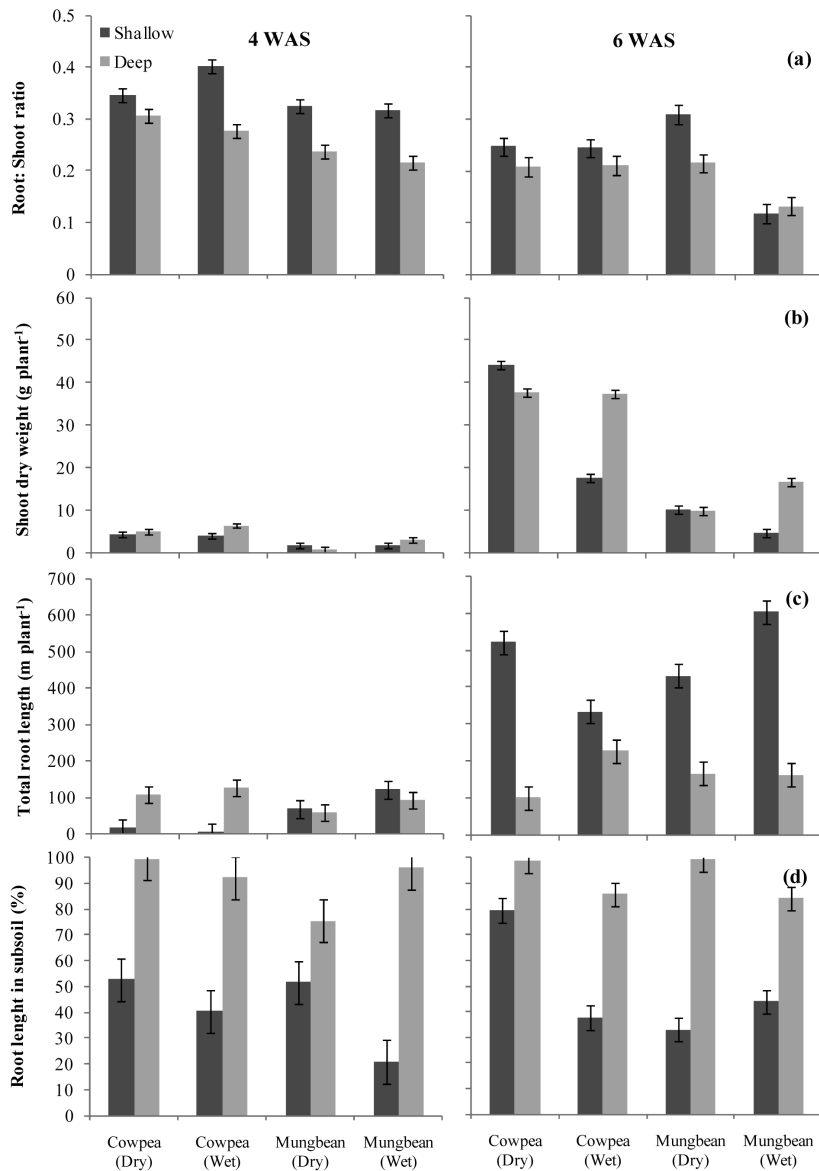 4 WAS
6 WAS
Shallow
Deep
(a)
Root: Shoot ratio
0.5
0.4
0.3
0.2
0.1
0
(b)
Shoot dry weight (g plant-1)
60
50
40
30
20
10
0
(c)
Total root length (m plant-1)
700
600
500
400
300
200
100
0
(d)
Root lenght in subsoil (%)
100
90
80
70
60
50
40
30
20
10
0
Cowpea (Dry)
Cowpea (Wet)
Mungbean (Dry)
Mungbean (Wet)
Cowpea (Dry)
Cowpea (Wet)
Mungbean (Dry)
Mungbean (Wet)